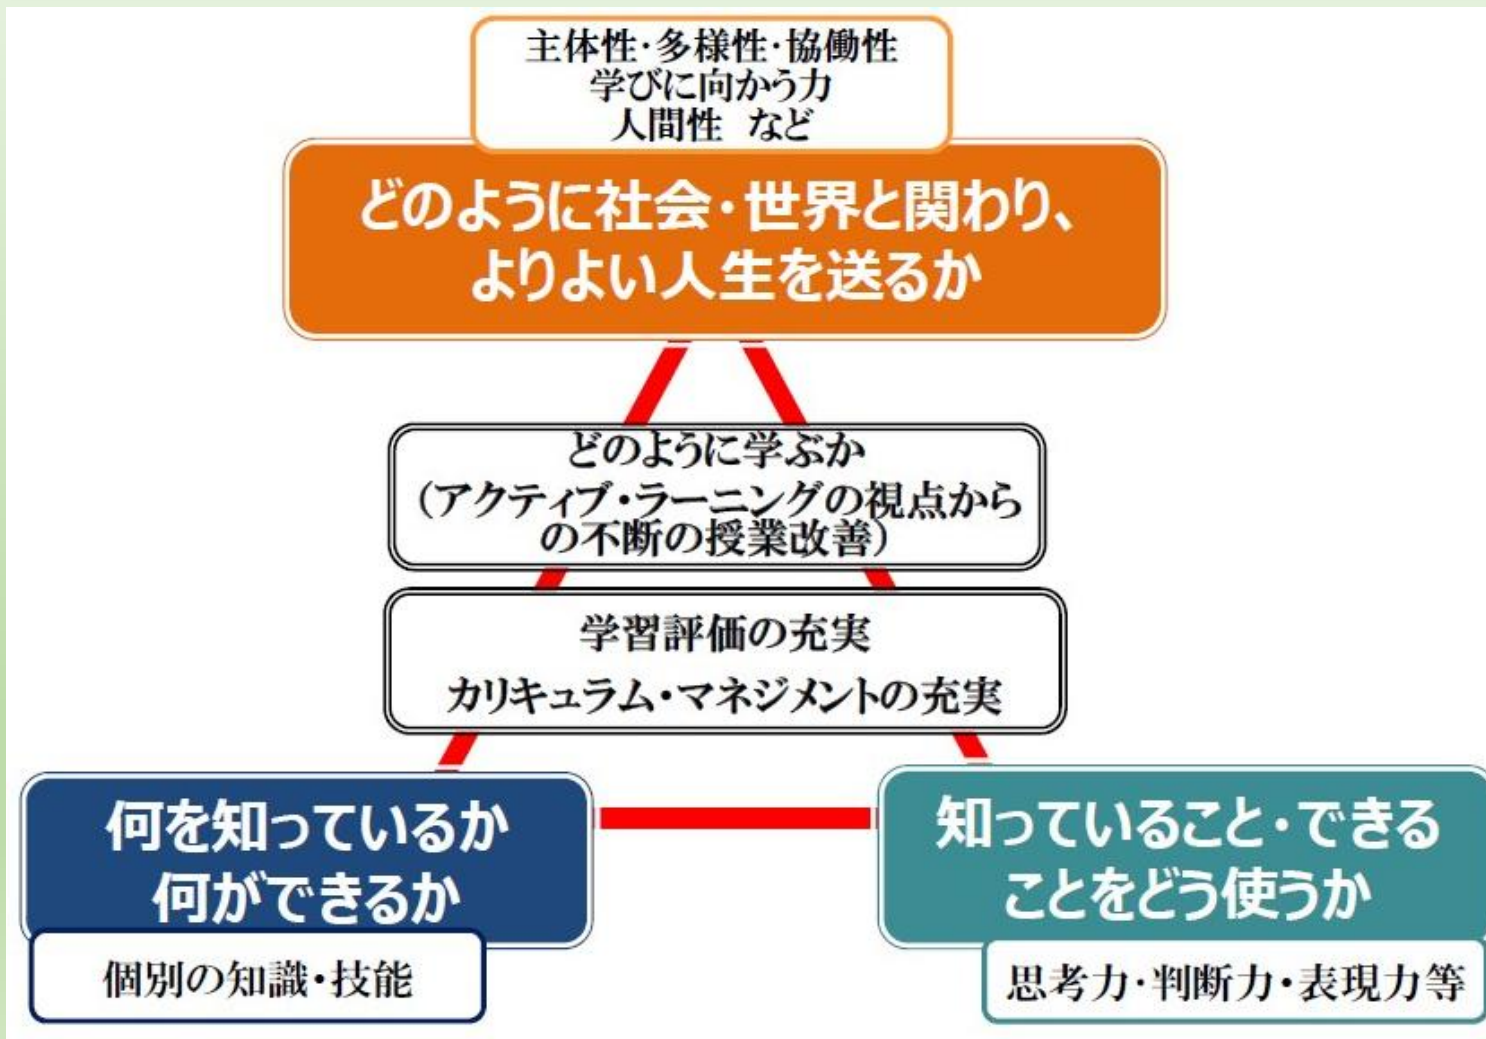 主体性・多様性・協働性
学びに向かう力
人間性 など
どのように社会・世界と関わり、
よりよい人生を送るか
どのように学ぶか
（アクティブ・ラーニングの視点から
の不断の授業改善）
学習評価の充実
カリキュラム・マネジメントの充実
何を知っているか
何ができるか
個別の知識・技能
知っていること・できる
ことをどう使うか
思考力・判断力・表現力等